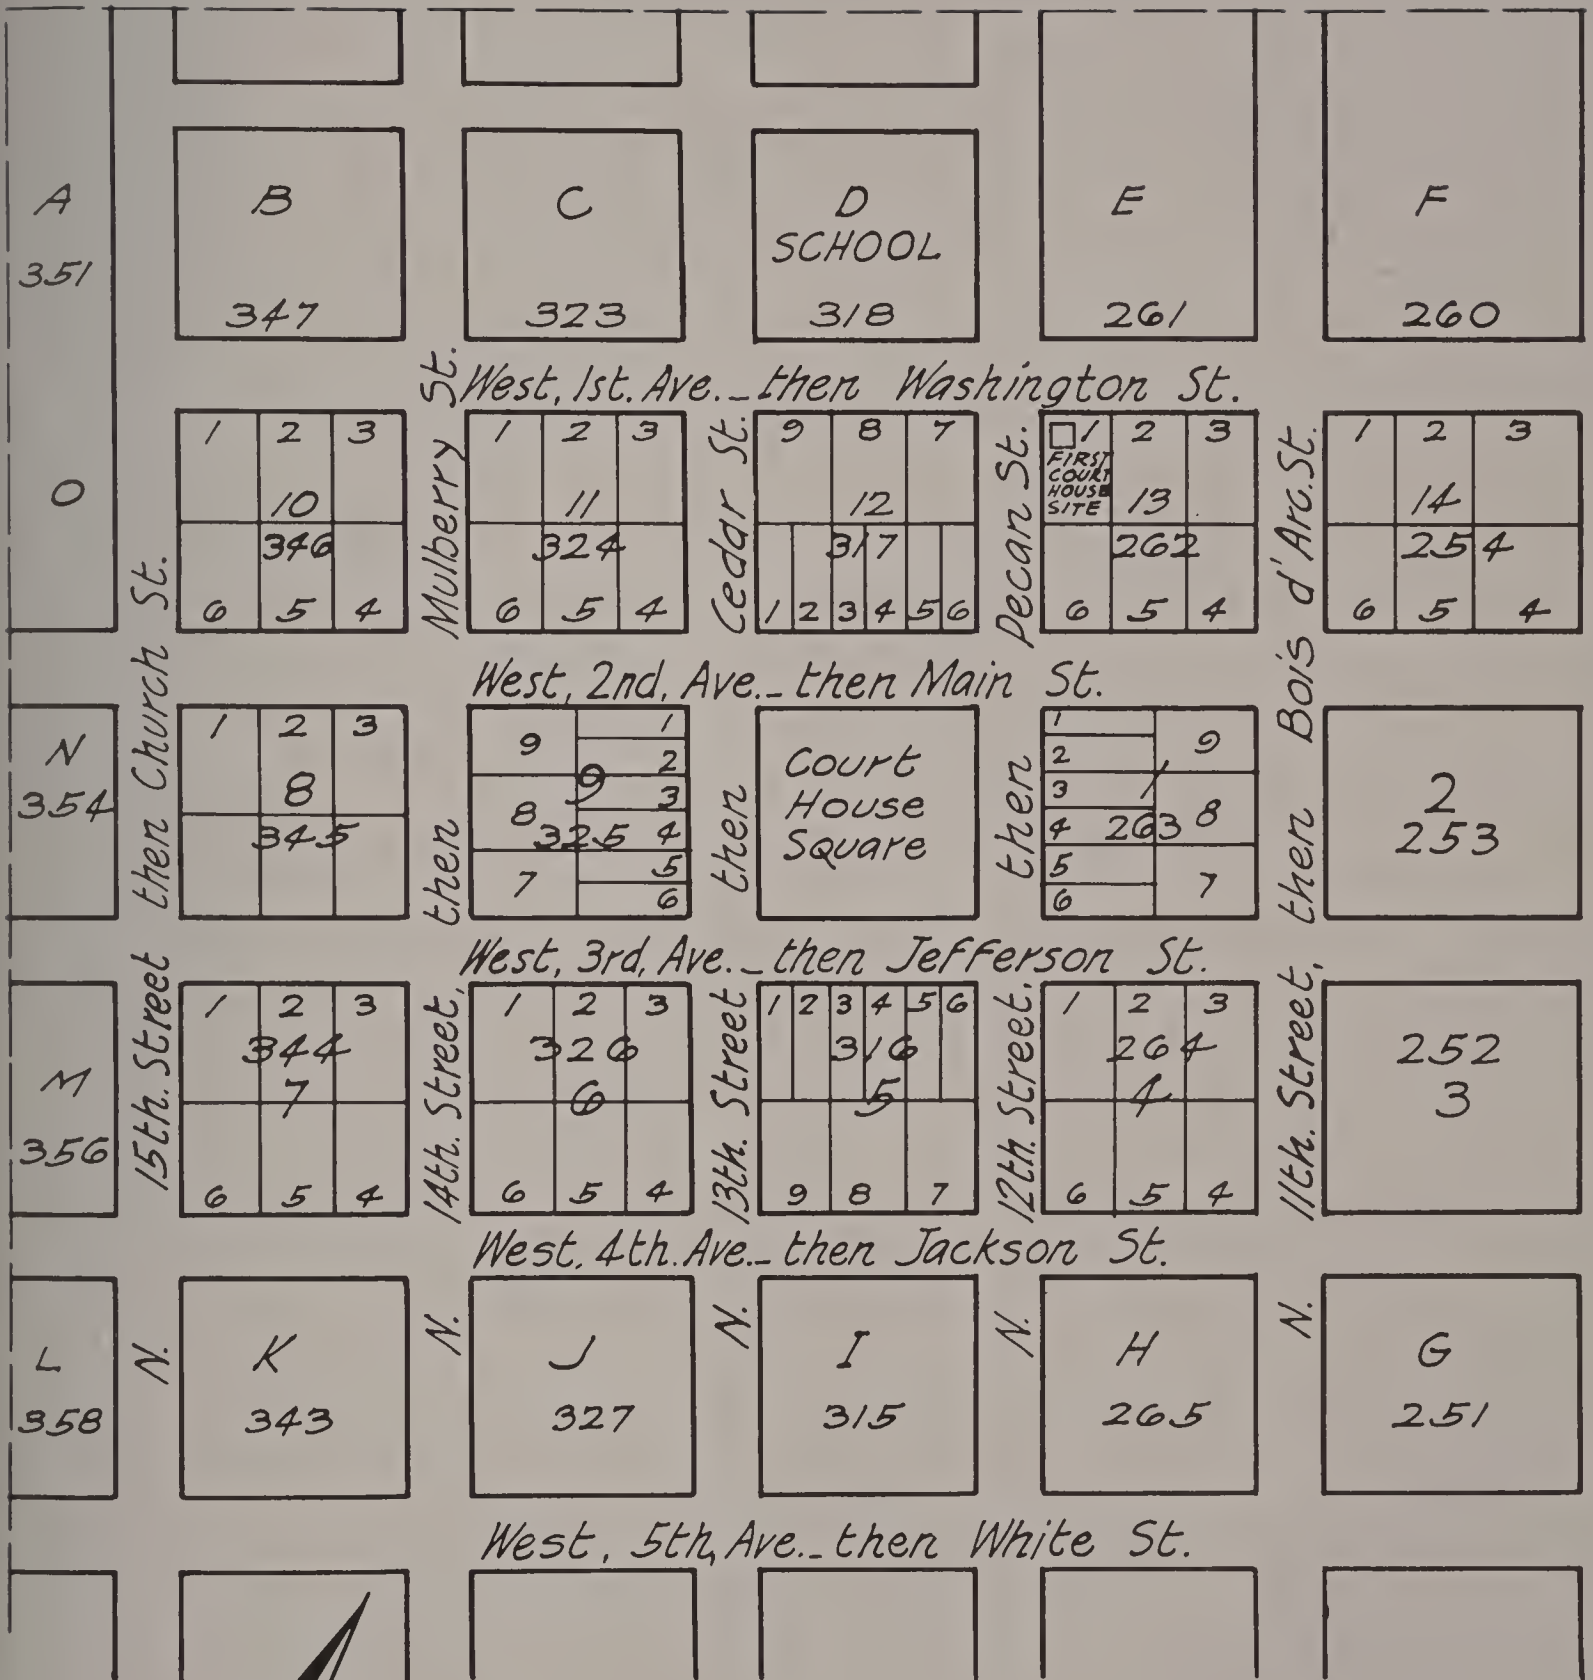 A
351
B
347
C
323
D
SCHOOL
318
E
261
F
260
West, 1st. Ave. – then Washington St.
O
1 2 3
10
346
6 5 4
1 2 3
11
324
6 5 4
9 8 7
12
317
1 2 3 4 5 6
1 2 3
FIRST
COURT
HOUSE
SITE
13
262
6 5 4
1 2 3
14
254
6 5 4
West, 2nd, Ave. – then Main St.
N
354
1 2 3
8
345
9 1
2
9
8 3
325 4
7 5
6
Court
House
Square
1 9
2
1
3
4 263 8
5 7
6
2
253
West, 3rd, Ave. – then Jefferson St.
M
356
1 2 3
344
7
6 5 4
1 2 3
326
6
6 5 4
1 2 3 4 5 6
316
5
9 8 7
1 2 3
264
4
6 5 4
252
3
West, 4th. Ave. – then Jackson St.
L
358
K
343
J
327
I
315
H
265
G
251
West, 5th, Ave. – then White St.
N. 15th. Street then Church St.
N. 14th. Street, then Mulberry St.
N. 13th. Street then Cedar St.
N. 12th. Street, then Pecan St.
N. 11th. Street, then Bois d'Arc. St.